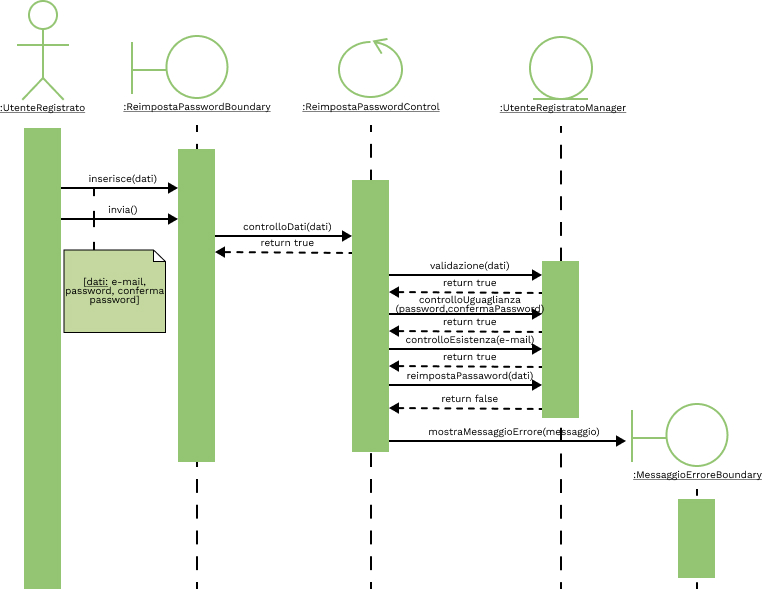 :UtenteRegistrato
:ReimpostaPasswordBoundary
:ReimpostaPasswordControl
:UtenteRegistratoManager
inserisce(dati)
invia()
controlloDati(dati)
return true
[dati: e-mail,
password, conferma
password]
validazione(dati)
return true
controlloUguaglianza
(password,confermaPassword)
return true
controlloEsistenza(e-mail)
return true
reimpostaPassaword(dati)
return false
mostraMessaggioErrore(messaggio)
:MessaggioErroreBoundary